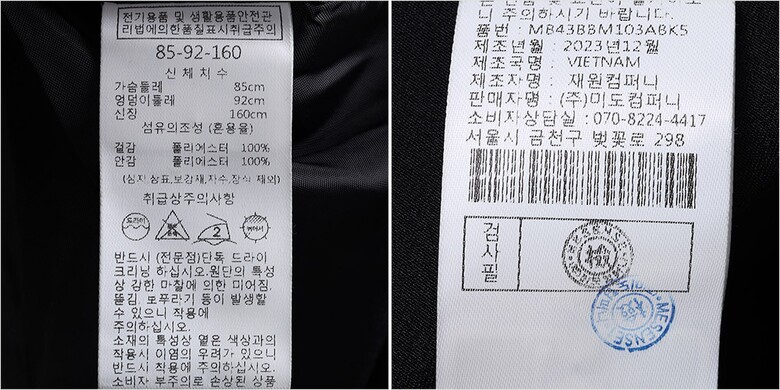 전기용품 및 생활용품안전관
리법에의한품질표시취급주의
85-92-160
신체치수
가슴둘레 85cm
엉덩이둘레 92cm
신장 160cm
섬유의조성 (혼용율)
겉감 폴리에스터 100%
안감 폴리에스터 100%
(심지,상표,보강재,자수,장식 제외)
취급상주의사항
드라이
2
뉘어서
반드시 (전문점)단독 드라이
크리닝 하십시오.원단의 특성
상 강한 마찰에 의한 미어짐.
뜯김. 보푸라기 등이 발생할
수 있으니 착용에
주의하십시오.
소재의 특성상 옅은 색상과의
착용시 이염의 우려가 있으니
반드시 착용에 주의하십시오.
소비자 부주의로 손상된 상품
니 주의하시기 바랍니다.
품번 : MB43BBM103ABK5
제조년월 : 2023년12월
제조국명 : VIETNAM
제조자명 : 재원컴퍼니
판매자명 : (주)미도컴퍼니
소비자상담실 : 070-8224-4417
서울시 금천구 벚꽃로 298
검사필
MESENSE
MESENSE